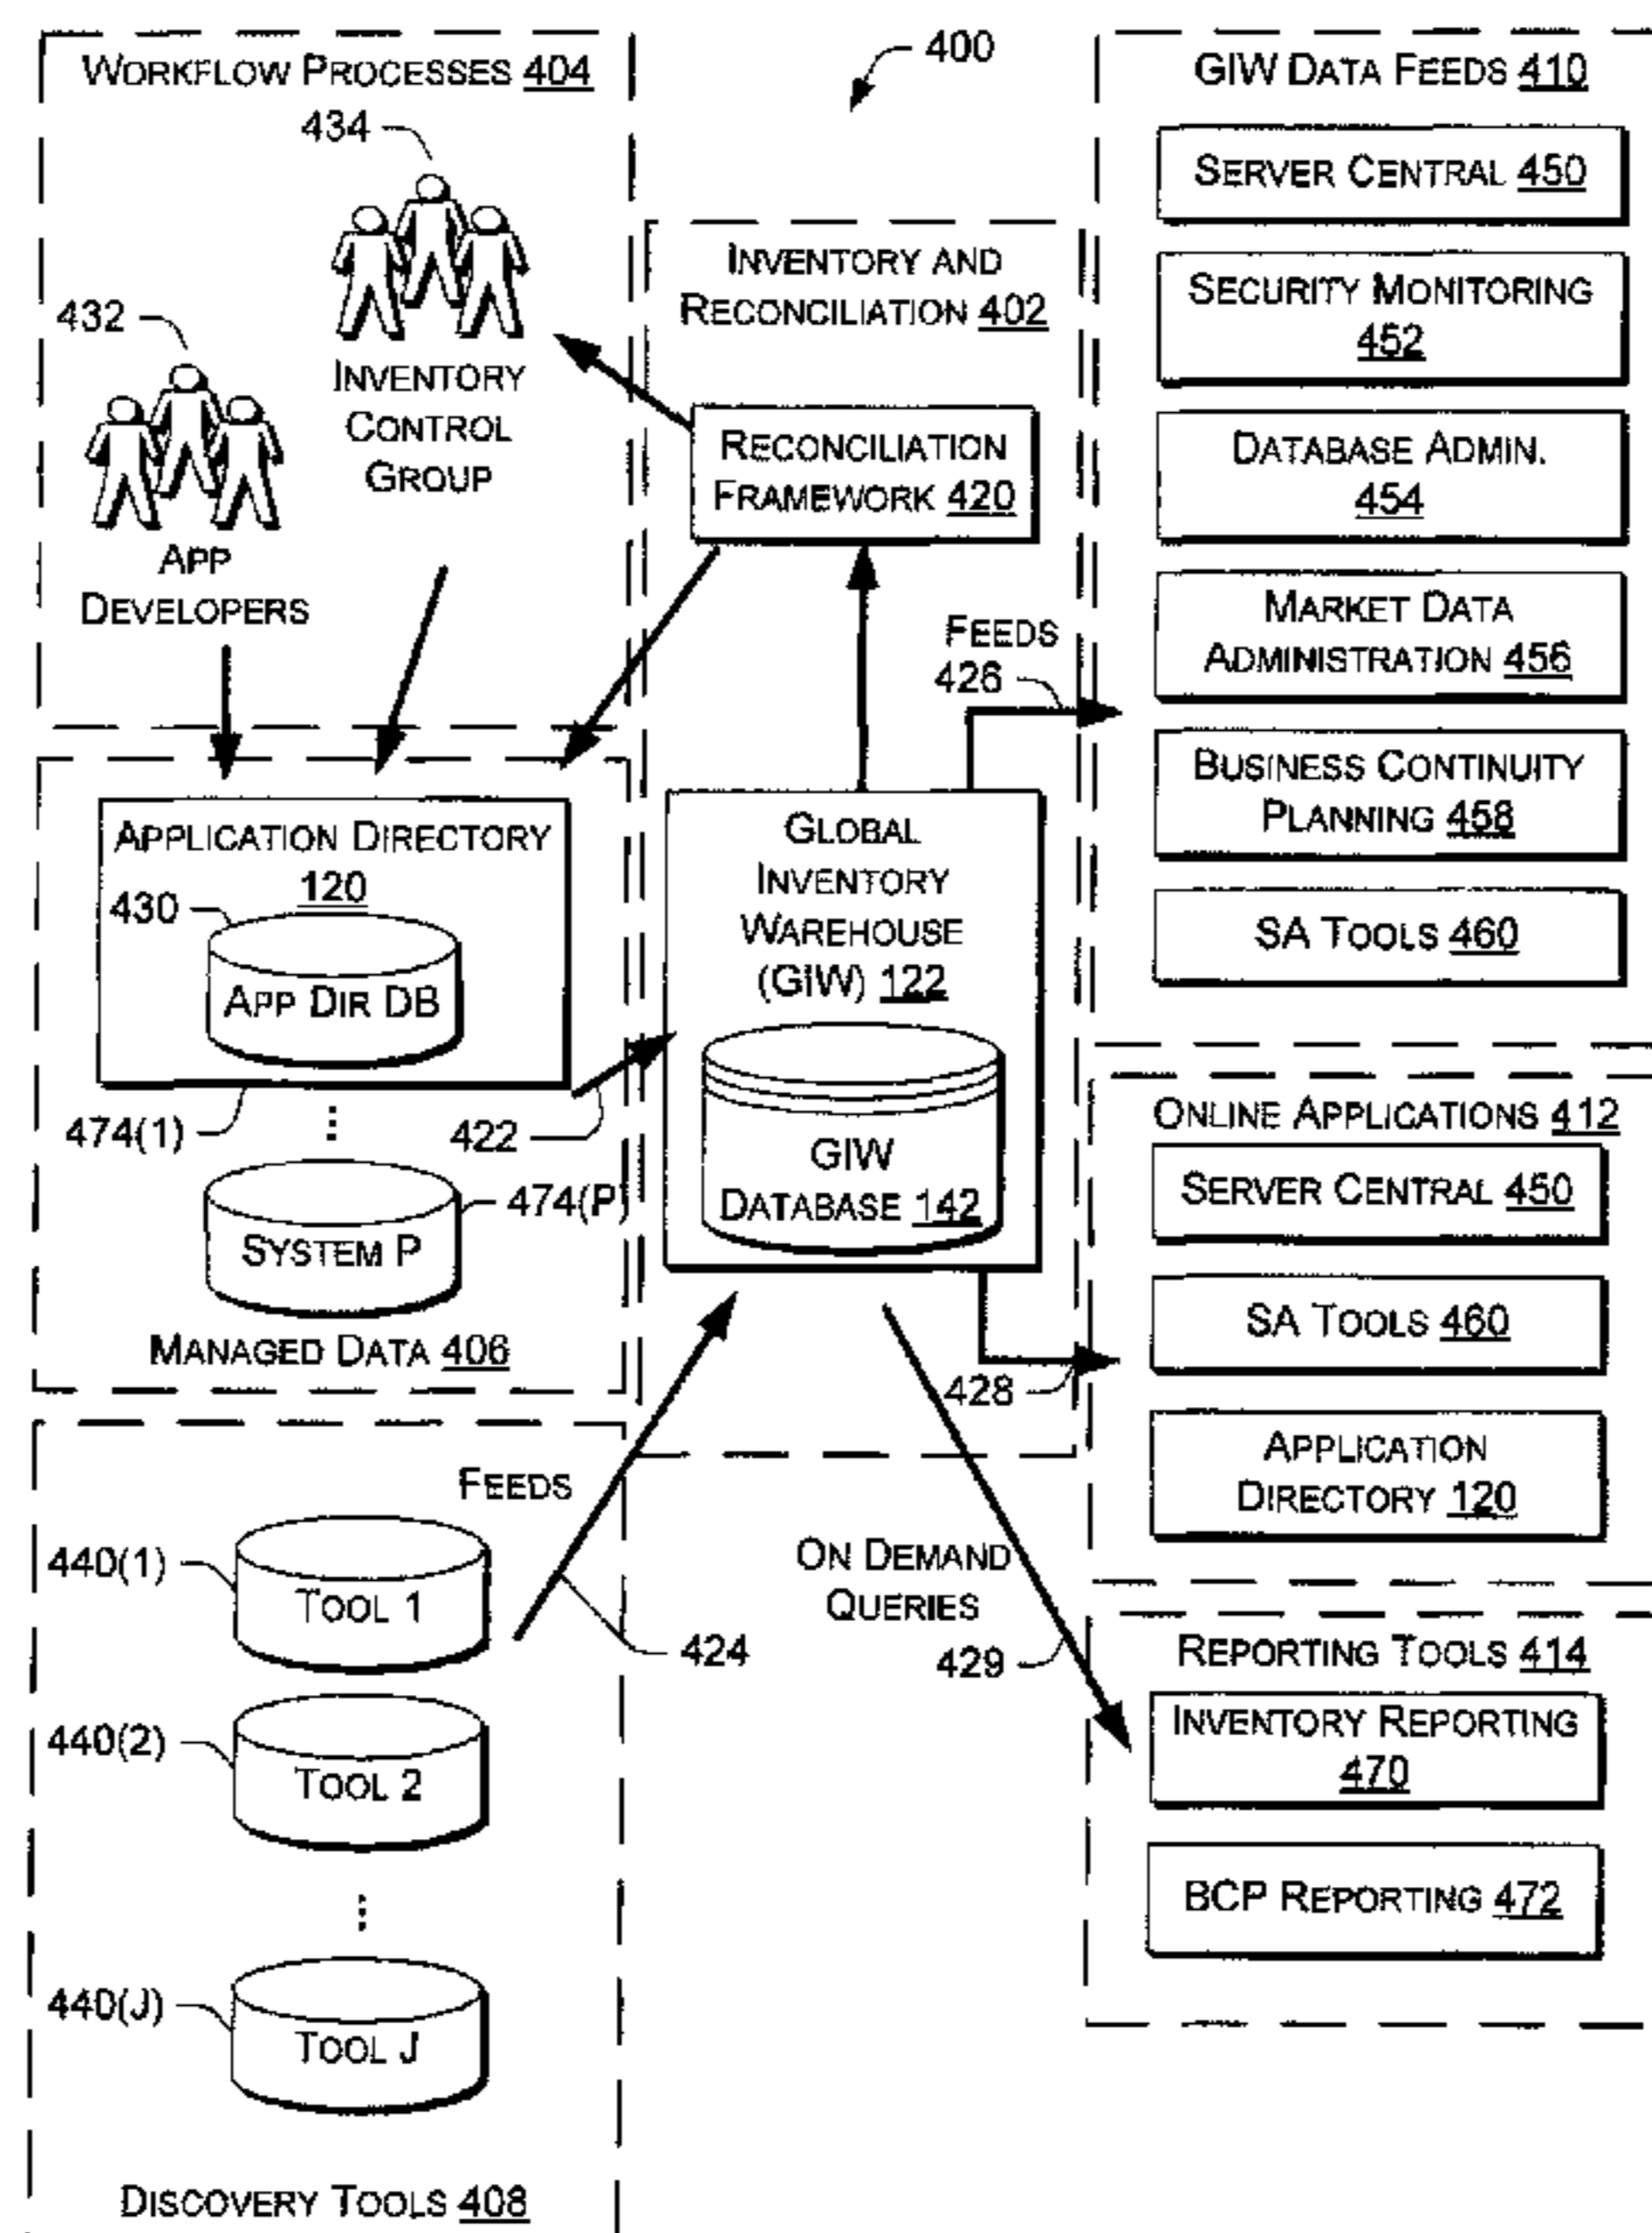 400
WORKFLOW PROCESSES 404
434
432
INVENTORY
CONTROL
GROUP
APP
DEVELOPERS
INVENTORY AND
RECONCILIATION 402
RECONCILIATION
FRAMEWORK 420
FEEDS
426
APPLICATION DIRECTORY
120
430
APP DIR DB
474(1)
⋮
422
474(P)
SYSTEM P
MANAGED DATA 406
GLOBAL
INVENTORY
WAREHOUSE
(GIW) 122
GIW
DATABASE 142
428
FEEDS
440(1)
TOOL 1
424
440(2)
TOOL 2
⋮
440(J)
TOOL J
DISCOVERY TOOLS 408
ON DEMAND
QUERIES
429
GIW DATA FEEDS 410
SERVER CENTRAL 450
SECURITY MONITORING
452
DATABASE ADMIN.
454
MARKET DATA
ADMINISTRATION 456
BUSINESS CONTINUITY
PLANNING 458
SA TOOLS 460
ONLINE APPLICATIONS 412
SERVER CENTRAL 450
SA TOOLS 460
APPLICATION
DIRECTORY 120
REPORTING TOOLS 414
INVENTORY REPORTING
470
BCP REPORTING 472